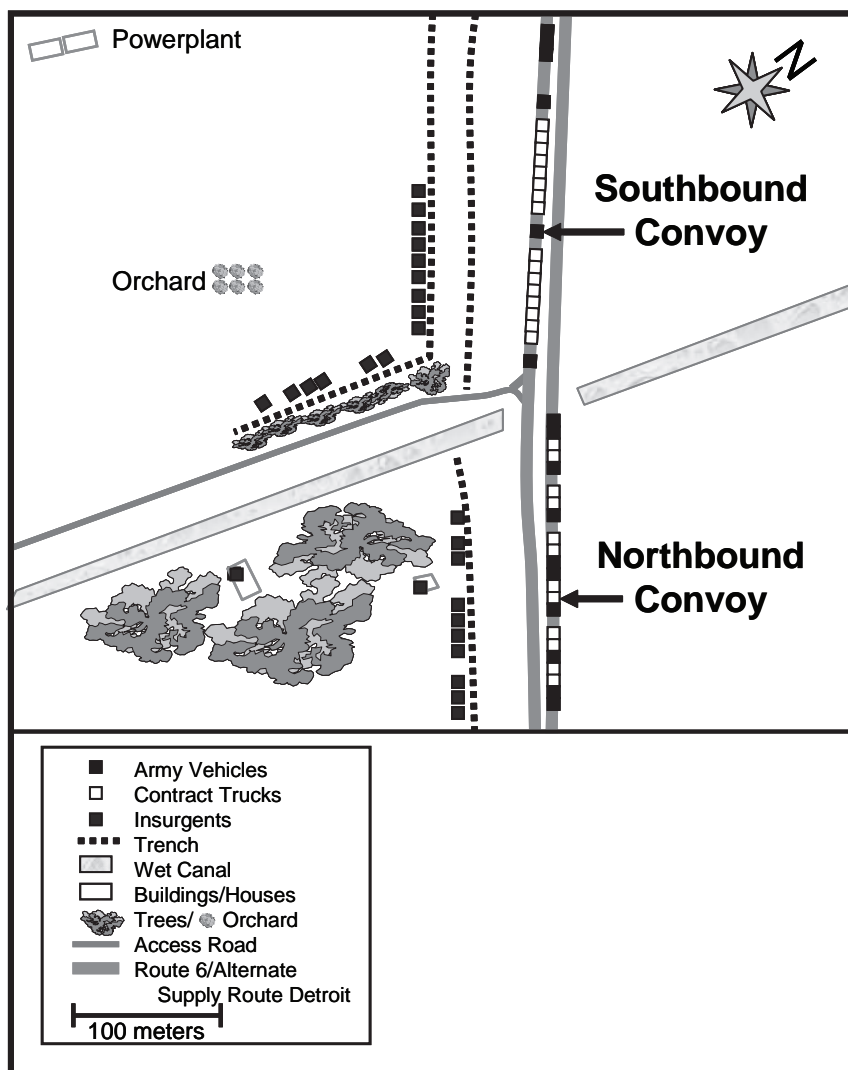 Powerplant
N
Southbound
Convoy
Orchard
Northbound
Convoy
Army Vehicles
Contract Trucks
Insurgents
Trench
Wet Canal
Buildings/Houses
Trees/ Orchard
Access Road
Route 6/Alternate
Supply Route Detroit
100 meters